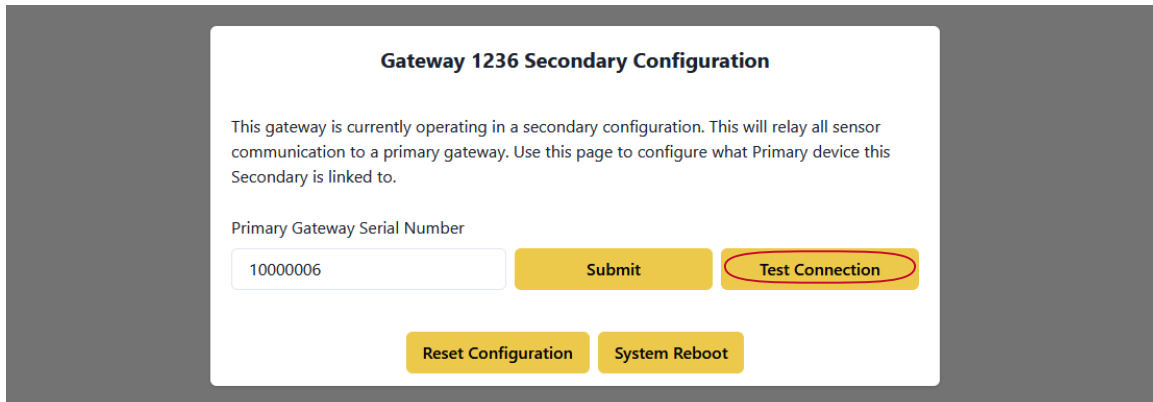 Gateway 1236 Secondary Configuration
This gateway is currently operating in a secondary configuration. This will relay all sensor
communication to a primary gateway. Use this page to configure what Primary device this
Secondary is linked to.
Primary Gateway Serial Number
10000006 Submit Test Connection
Reset Configuration System Reboot